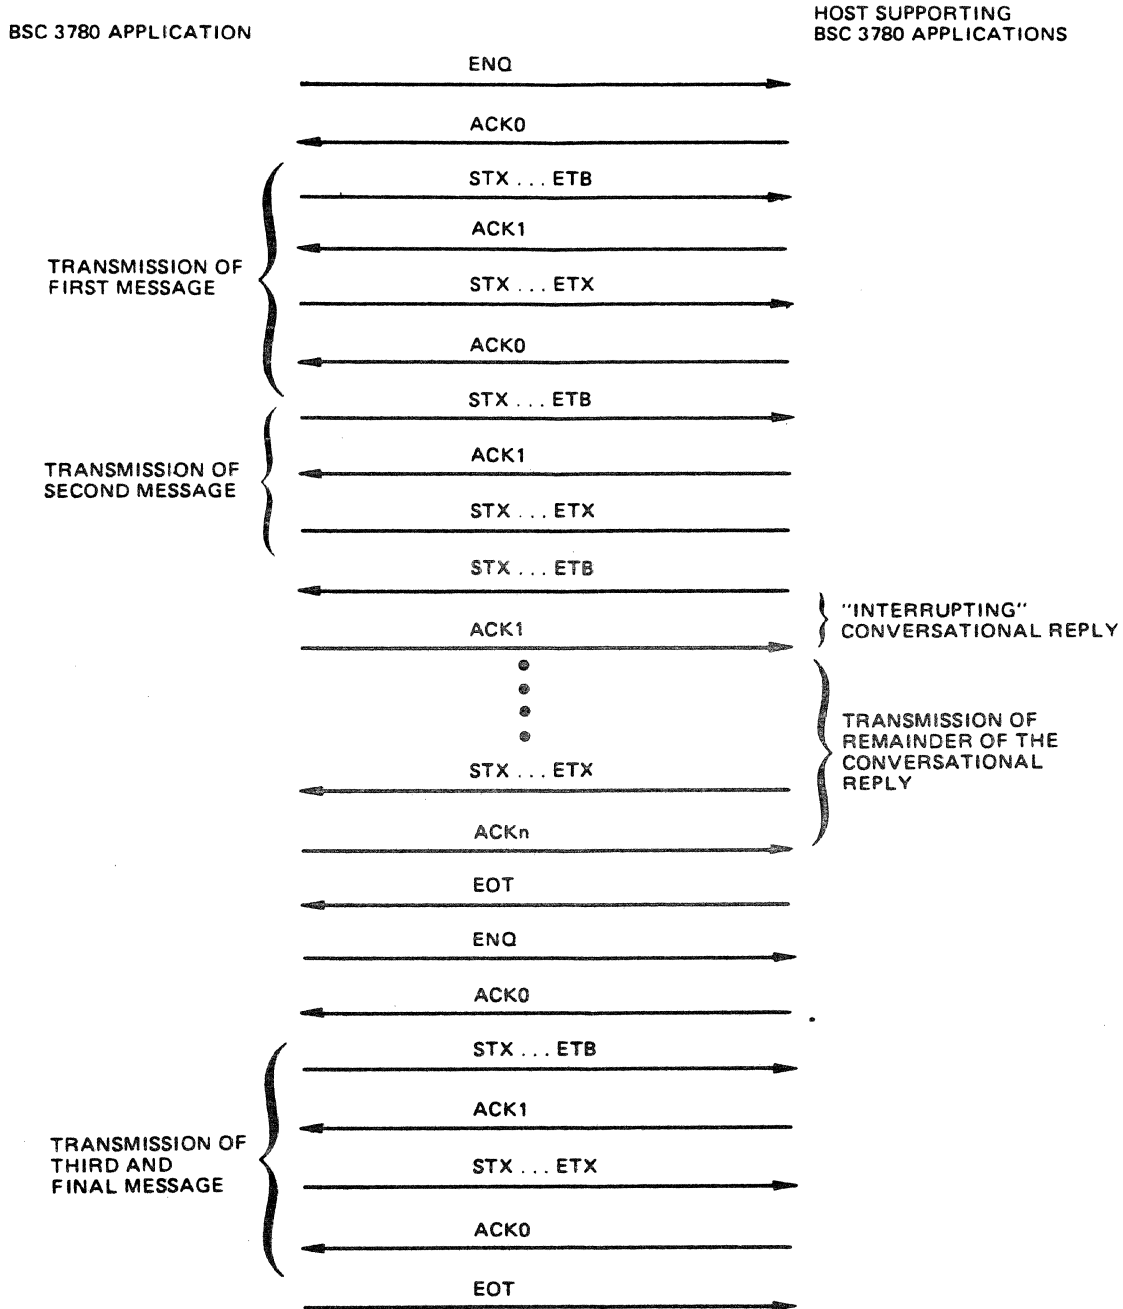 BSC 3780 APPLICATION
HOST SUPPORTING
BSC 3780 APPLICATIONS
ENQ
ACK0
STX ... ETB
ACK1
TRANSMISSION OF
FIRST MESSAGE
STX ... ETX
ACK0
STX ... ETB
ACK1
TRANSMISSION OF
SECOND MESSAGE
STX ... ETX
STX ... ETB
"INTERRUPTING"
CONVERSATIONAL REPLY
ACK1
TRANSMISSION OF
REMAINDER OF THE
CONVERSATIONAL
REPLY
STX ... ETX
ACKn
EOT
ENQ
ACK0
STX ... ETB
ACK1
TRANSMISSION OF
THIRD AND
FINAL MESSAGE
STX ... ETX
ACK0
EOT